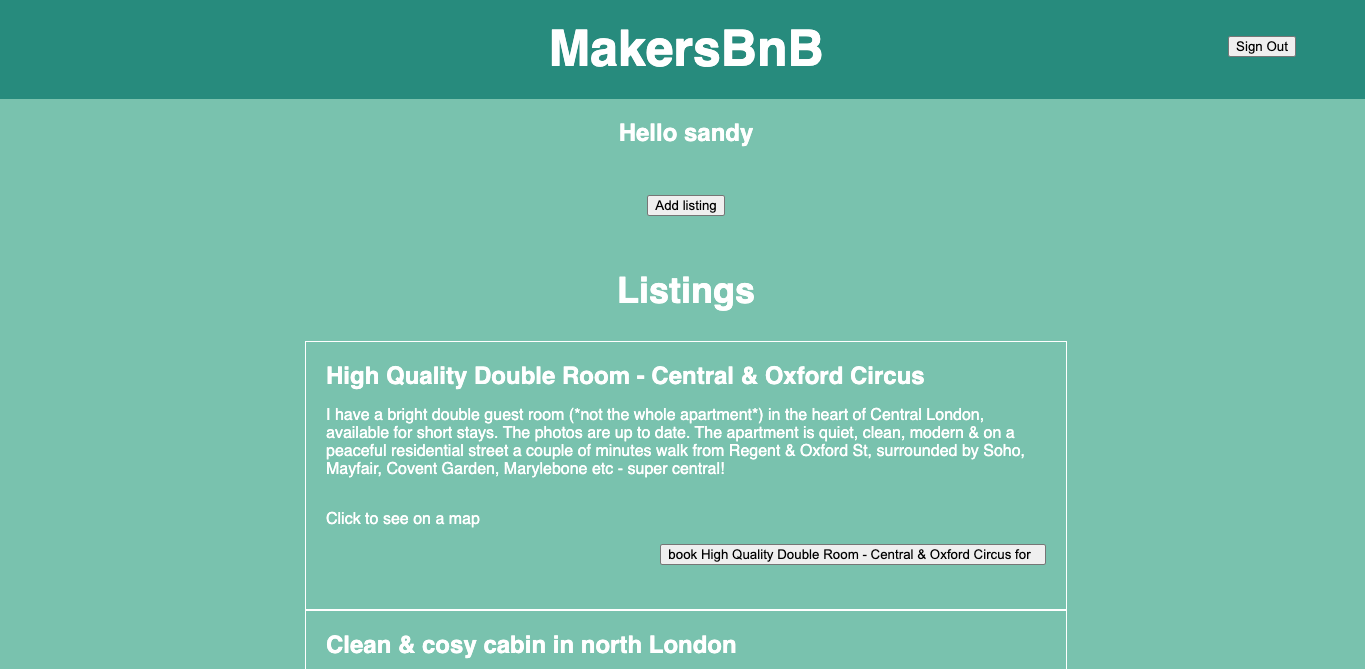 MakersBnB
Sign Out
Hello sandy
Add listing
Listings
High Quality Double Room - Central & Oxford Circus
I have a bright double guest room (*not the whole apartment*) in the heart of Central London,
available for short stays. The photos are up to date. The apartment is quiet, clean, modern & on a
peaceful residential street a couple of minutes walk from Regent & Oxford St, surrounded by Soho,
Mayfair, Covent Garden, Marylebone etc - super central!
Click to see on a map
book High Quality Double Room - Central & Oxford Circus for
Clean & cosy cabin in north London